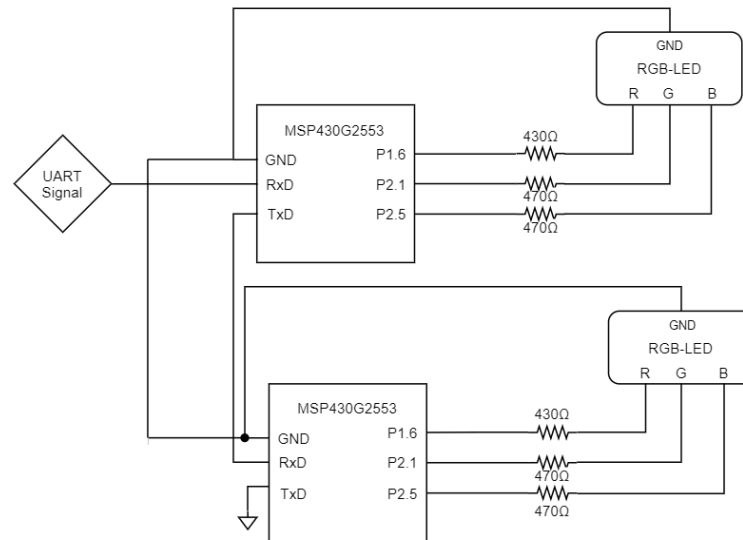 GND
RGB-LED
R G B
MSP430G2553
430Ω
P1.6
GND
UART
Signal
RxD
P2.1
470Ω
TxD
P2.5
470Ω
GND
RGB-LED
R G B
MSP430G2553
430Ω
P1.6
GND
RxD
P2.1
470Ω
TxD
P2.5
470Ω